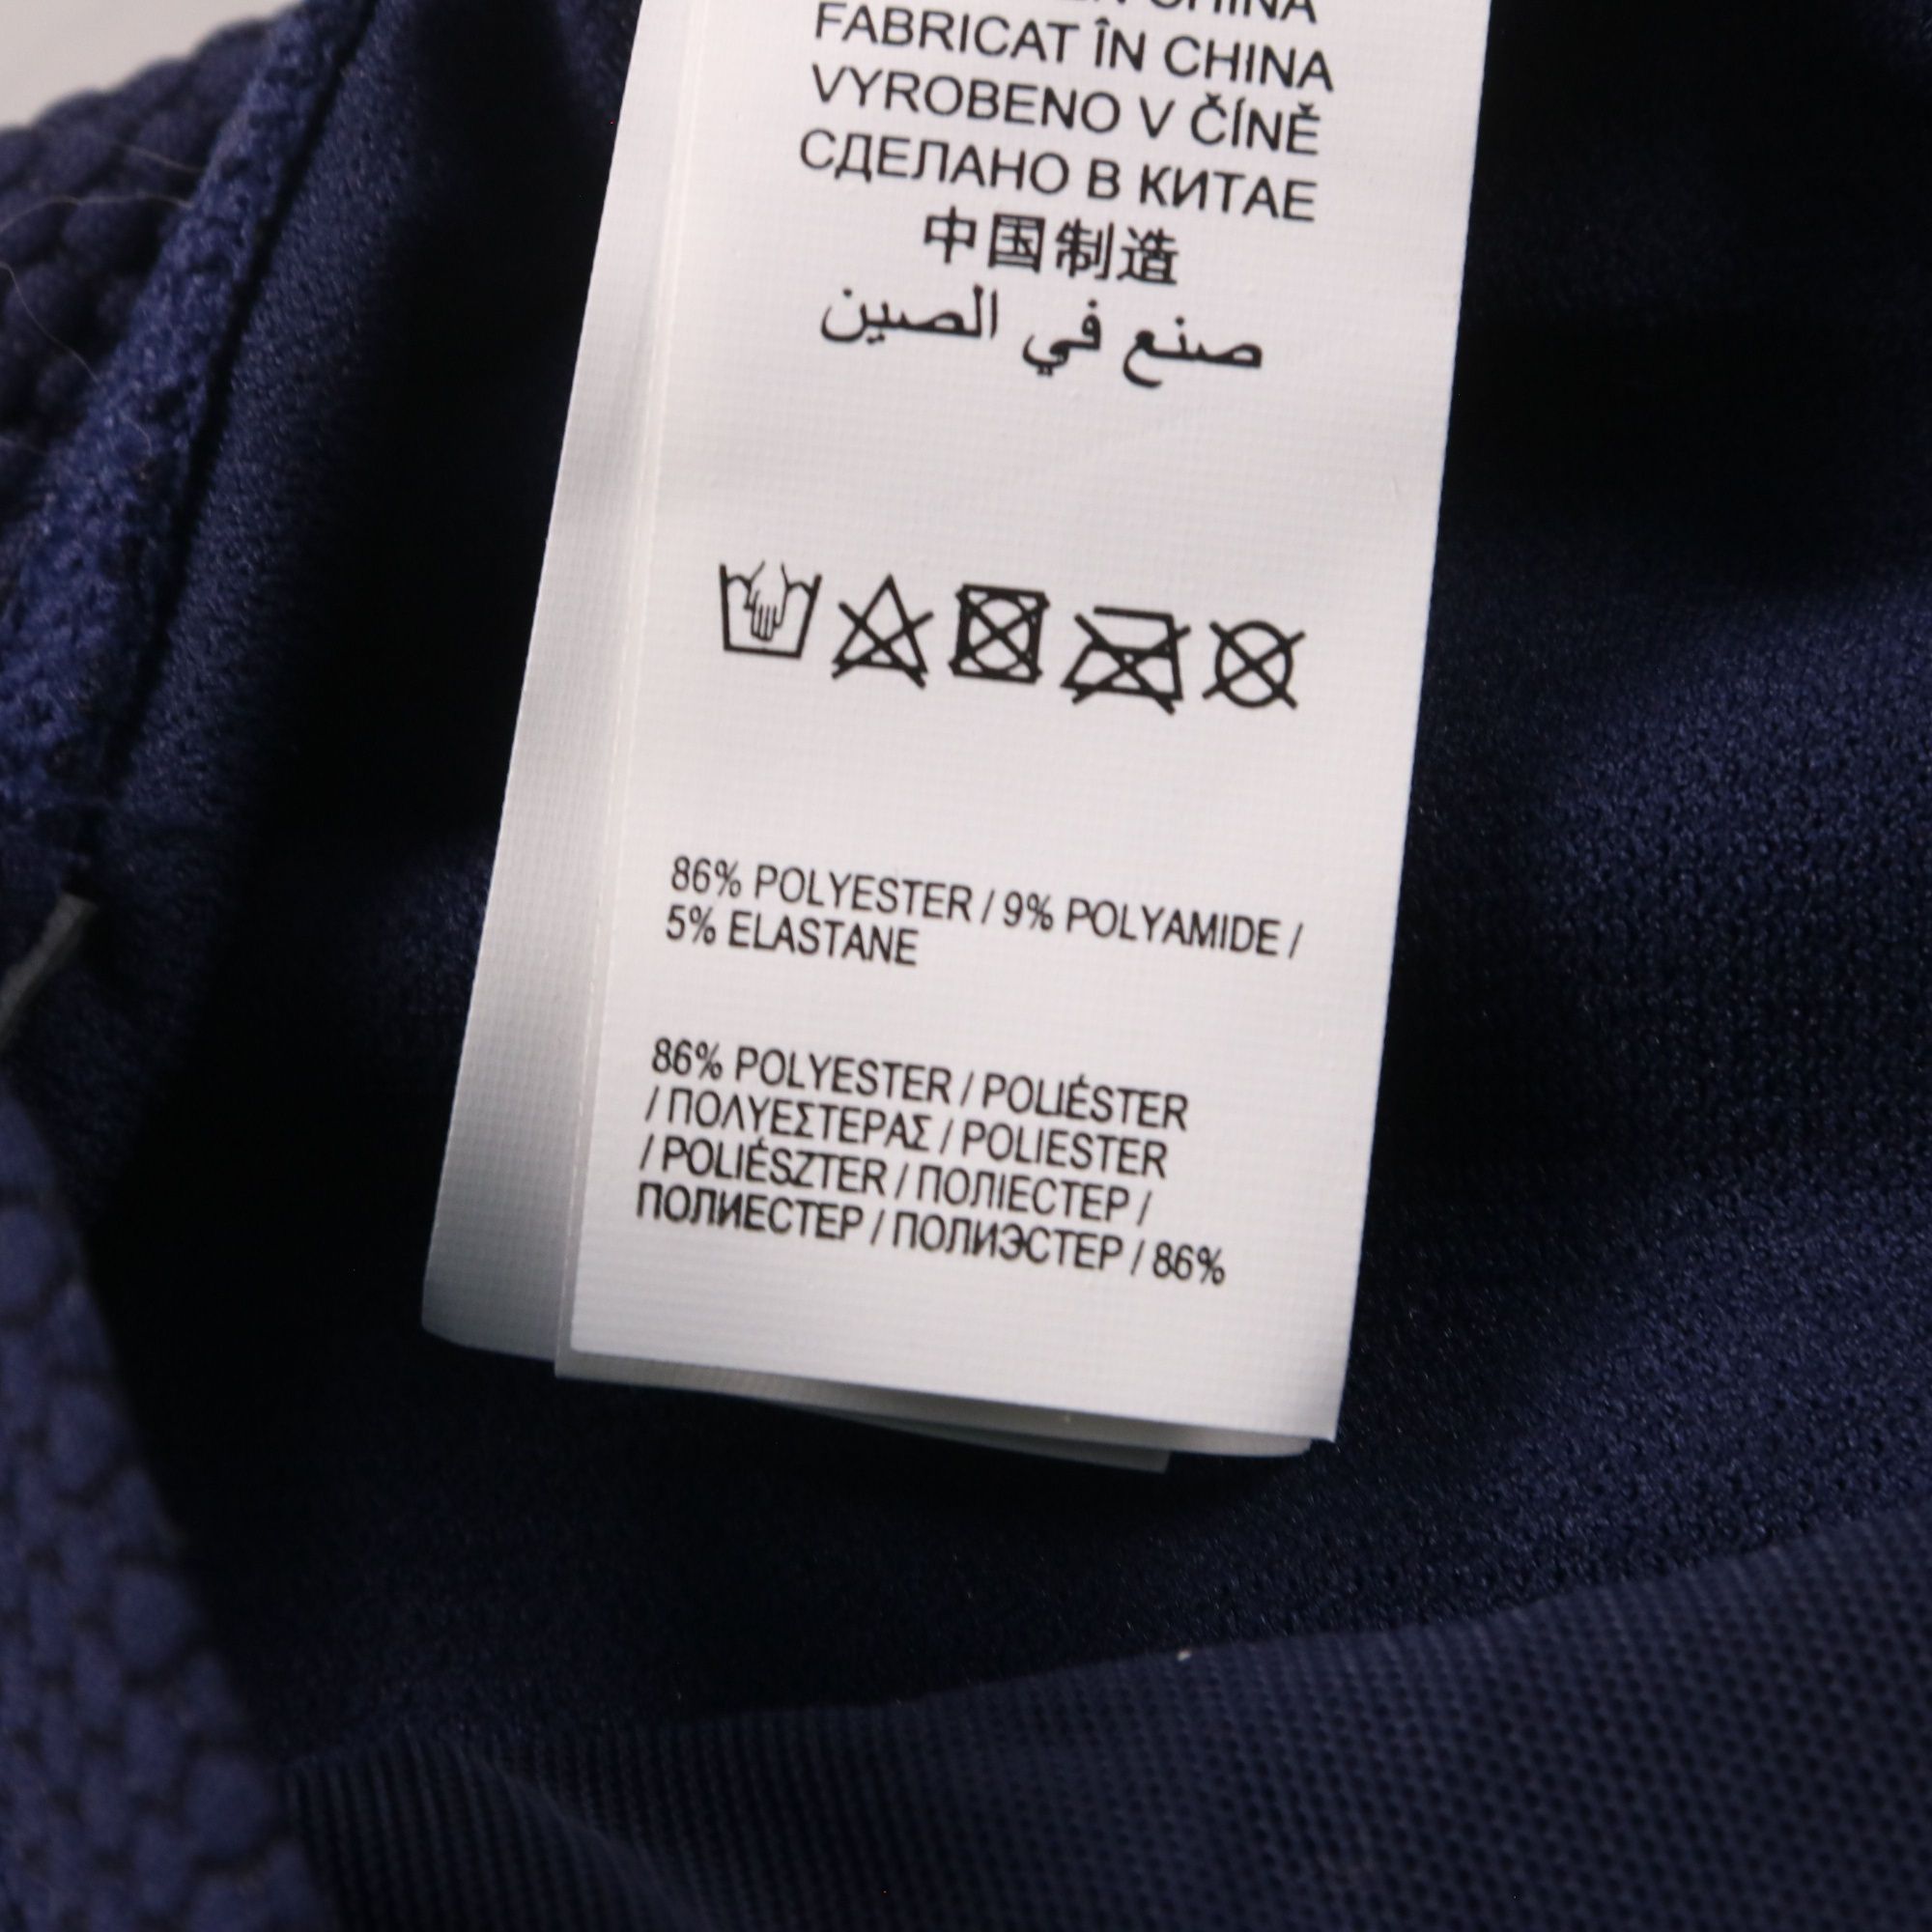 CHINA
FABRICAT ÎN CHINA
VYROBENO V ČÍNĚ
СДЕЛАНО В КИТАЕ
中国制造
صنع في الصين
86% POLYESTER / 9% POLYAMIDE /
5% ELASTANE
86% POLYESTER / POLIÉSTER
/ ΠΟΛΥΕΣΤΕΡΑΣ / POLIESTER
/ POLIÉSZTER / ПОЛІЕСТЕР /
ПОЛИЕСТЕР / ПОЛИЭСТЕР / 86%